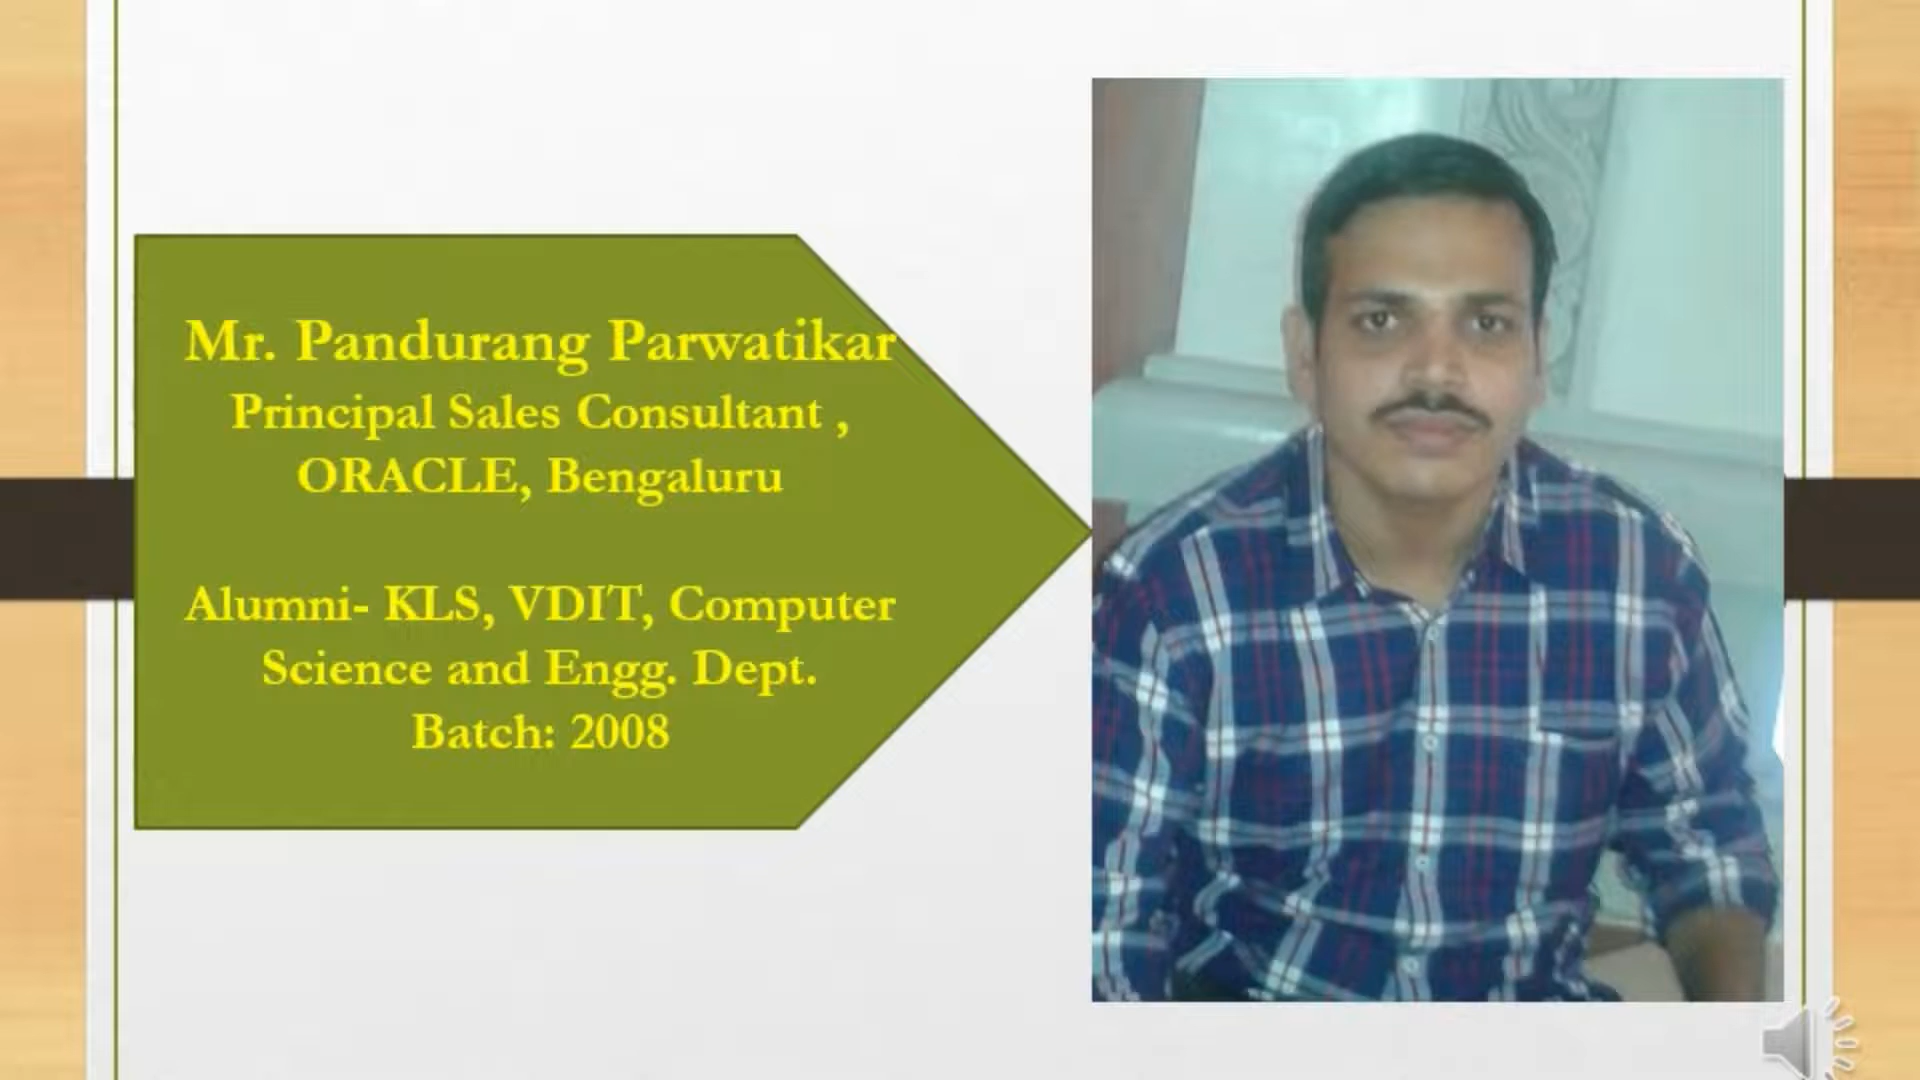 Mr. Pandurang Parwatikar
Principal Sales Consultant ,
ORACLE, Bengaluru
Alumni- KLS, VDIT, Computer
Science and Engg. Dept.
Batch: 2008